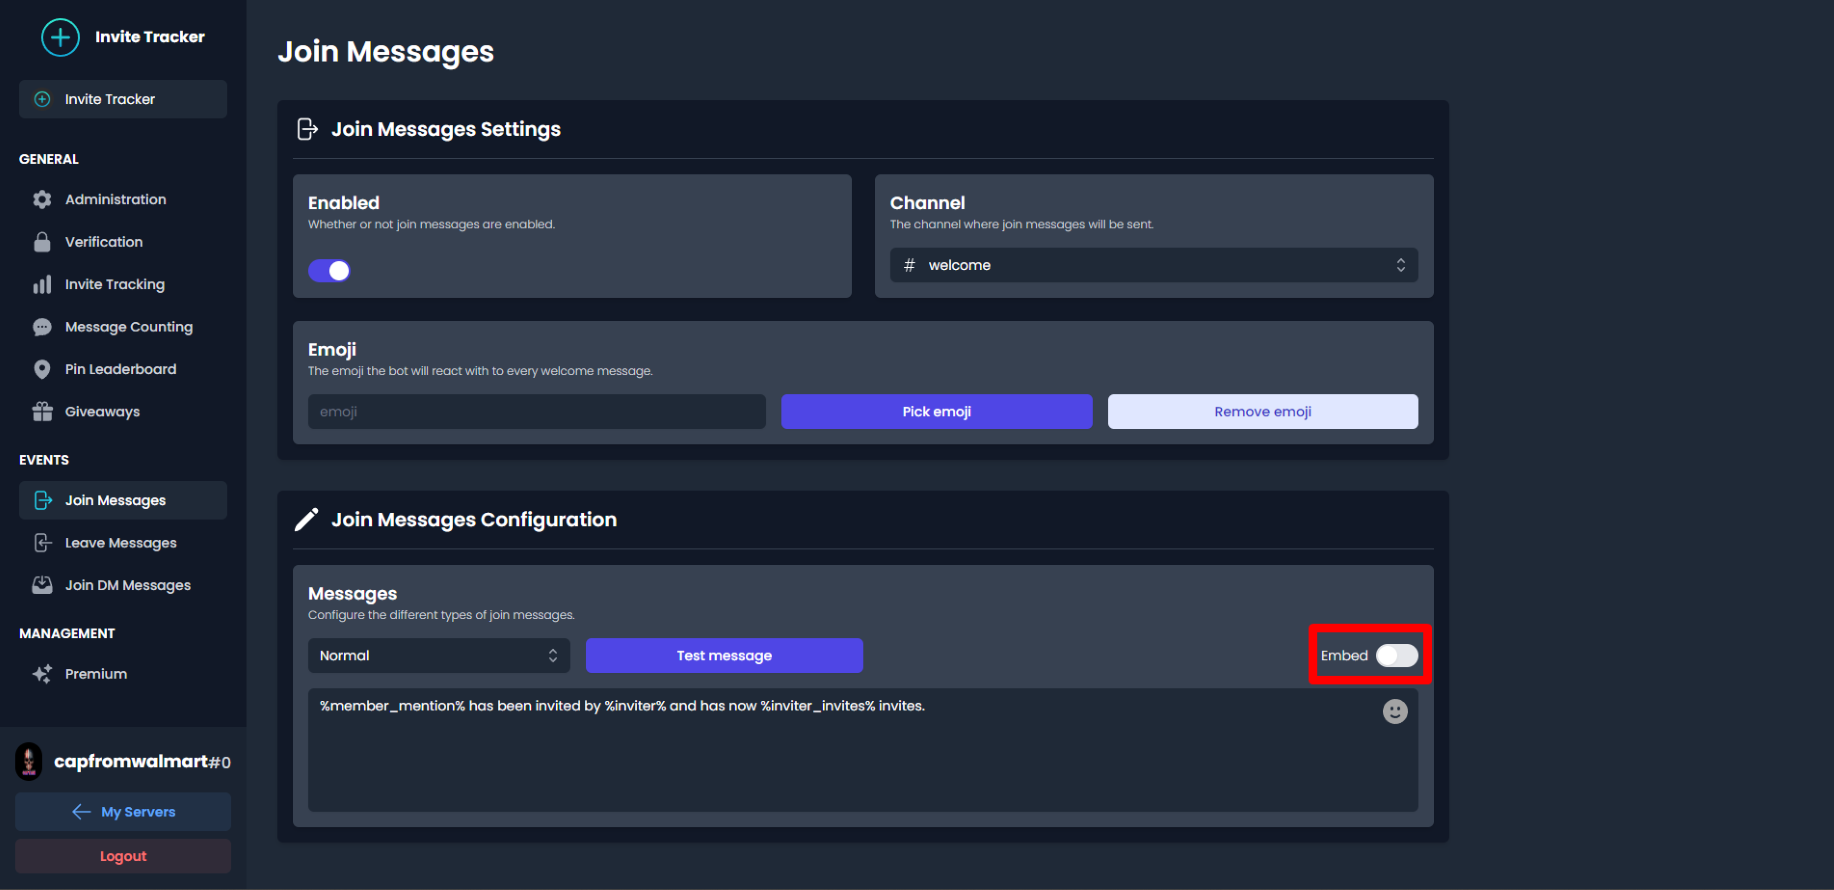 Invite Tracker
Invite Tracker
GENERAL
Administration
Verification
Invite Tracking
Message Counting
Pin Leaderboard
Giveaways
EVENTS
Join Messages
Leave Messages
Join DM Messages
MANAGEMENT
Premium
capfromwalmart#0
My Servers
Logout
Join Messages
Join Messages Settings
Enabled
Whether or not join messages are enabled.
Channel
The channel where join messages will be sent.
# welcome
Emoji
The emoji the bot will react with to every welcome message.
emoji
Pick emoji
Remove emoji
Join Messages Configuration
Messages
Configure the different types of join messages.
Normal
Test message
Embed
%member_mention% has been invited by %inviter% and has now %inviter_invites% invites.